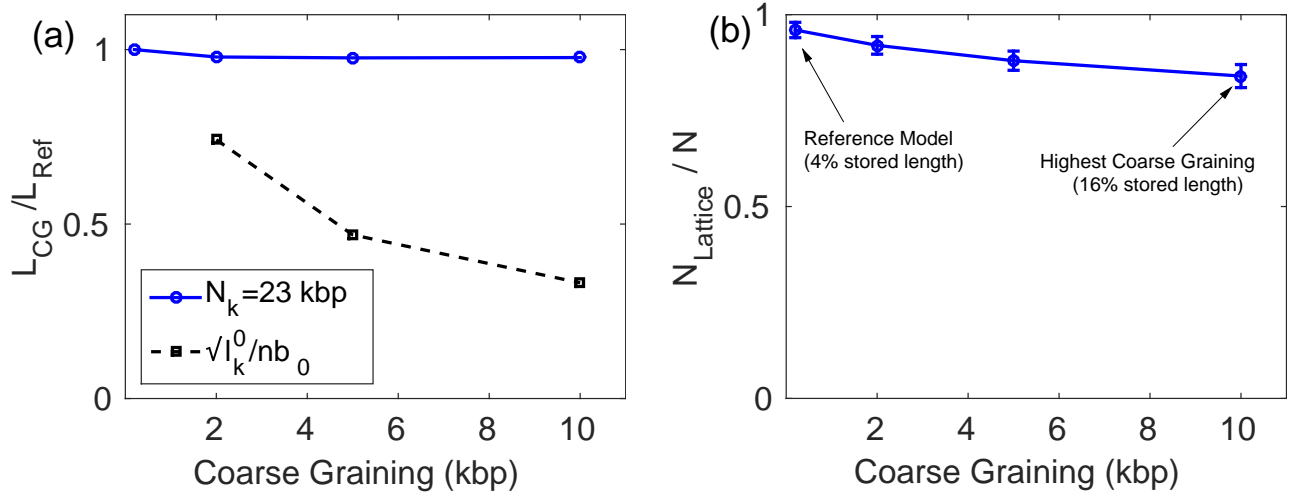 (a)
L_CG /L_Ref
1
0.5
0
2 4 6 8 10
Coarse Graining (kbp)
N_k=23 kbp
√l_k^0/nb_0
(b)
N_Lattice / N
1
0.5
0
Reference Model
(4% stored length)
Highest Coarse Graining
(16% stored length)
2 4 6 8 10
Coarse Graining (kbp)